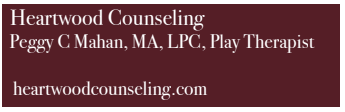 Heartwood Counseling
Peggy C Mahan, MA, LPC, Play Therapist
heartwoodcounseling.com